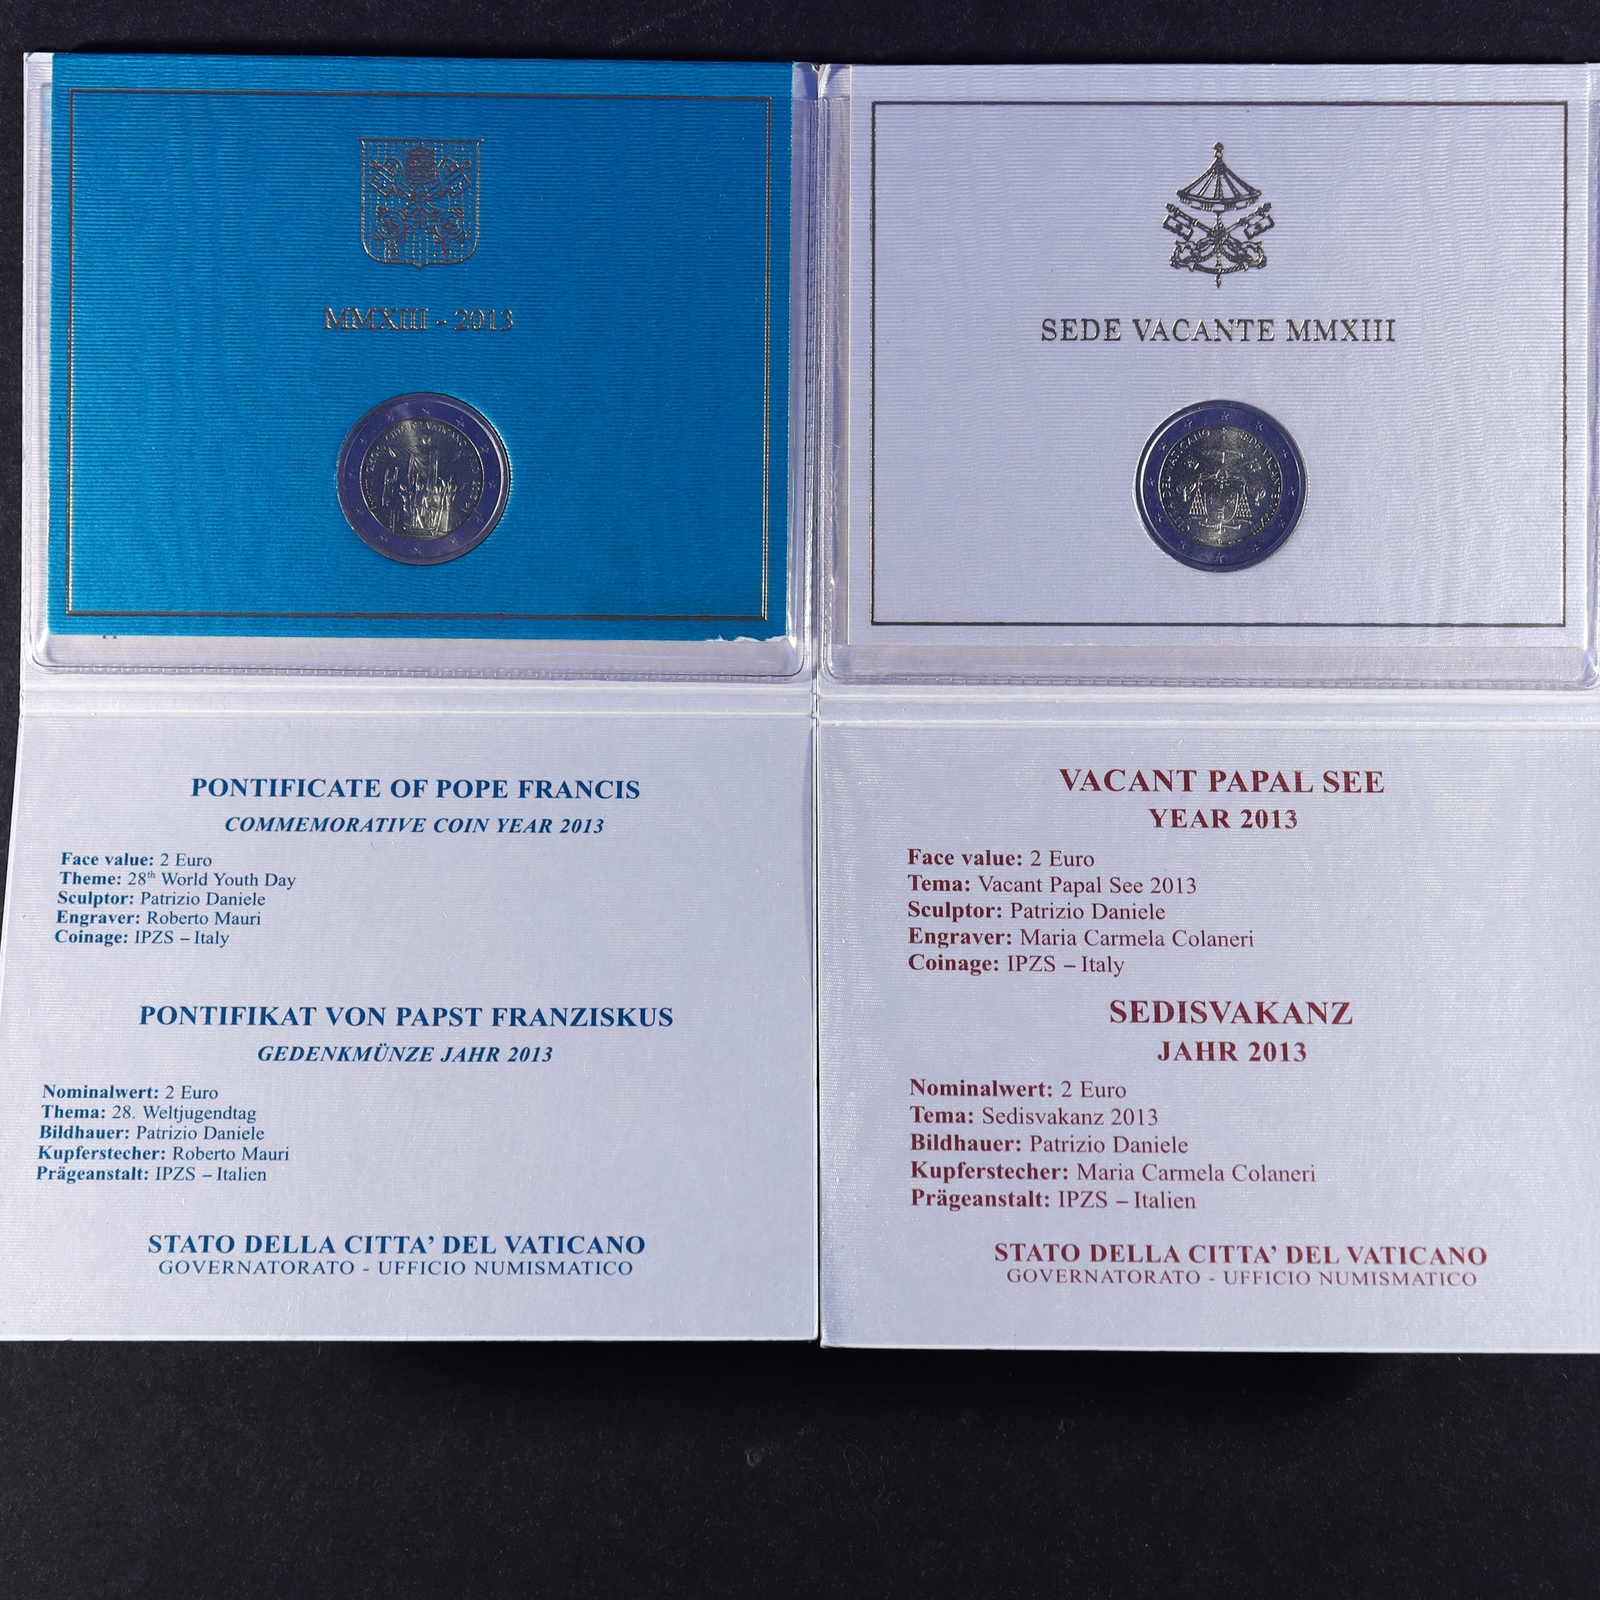 MMXIII - 2013
PONTIFICATE OF POPE FRANCIS
COMMEMORATIVE COIN YEAR 2013
Face value: 2 Euro
Theme: 28th World Youth Day
Sculptor: Patrizio Daniele
Engraver: Roberto Mauri
Coinage: IPZS – Italy
PONTIFIKAT VON PAPST FRANZISKUS
GEDENKMÜNZE JAHR 2013
Nominalwert: 2 Euro
Thema: 28. Weltjugendtag
Bildhauer: Patrizio Daniele
Kupferstecher: Roberto Mauri
Prägeanstalt: IPZS – Italien
STATO DELLA CITTA’ DEL VATICANO
GOVERNATORATO - UFFICIO NUMISMATICO
SEDE VACANTE MMXIII
VACANT PAPAL SEE
YEAR 2013
Face value: 2 Euro
Tema: Vacant Papal See 2013
Sculptor: Patrizio Daniele
Engraver: Maria Carmela Colaneri
Coinage: IPZS – Italy
SEDISVAKANZ
JAHR 2013
Nominalwert: 2 Euro
Tema: Sedisvakanz 2013
Bildhauer: Patrizio Daniele
Kupferstecher: Maria Carmela Colaneri
Prägeanstalt: IPZS – Italien
STATO DELLA CITTA’ DEL VATICANO
GOVERNATORATO - UFFICIO NUMISMATICO